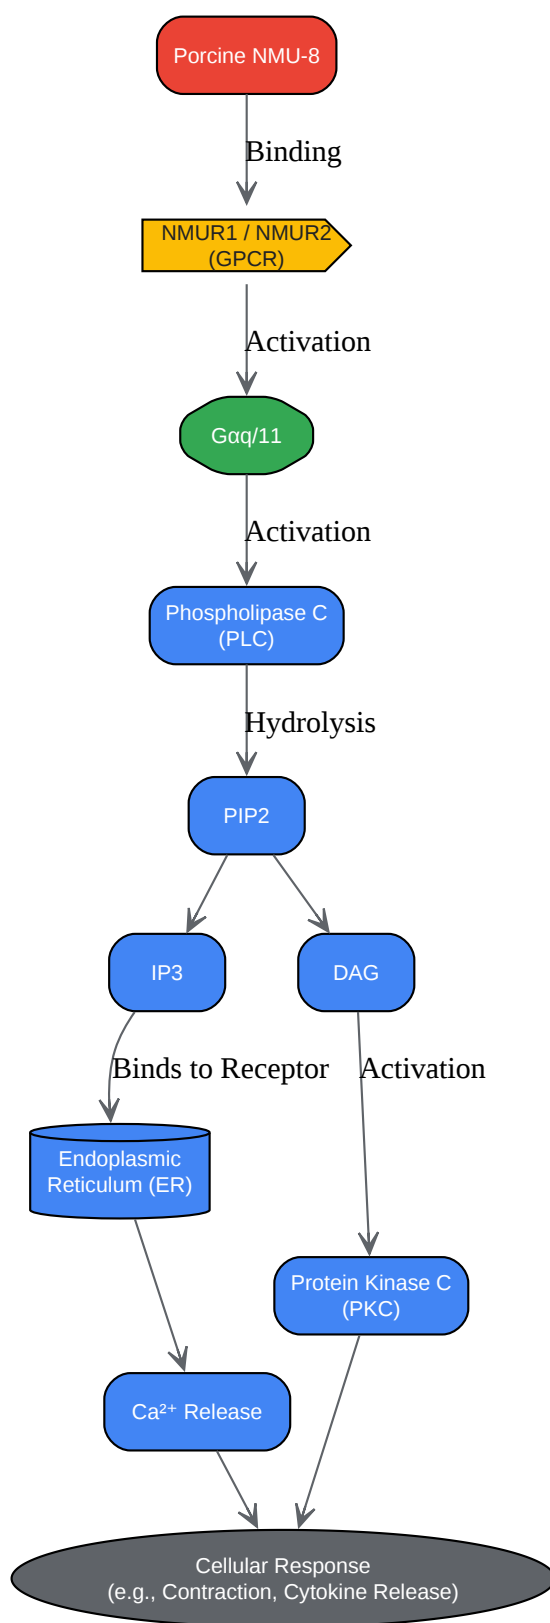 Porcine NMU-8
Binding
NMUR1 / NMUR2
(GPCR)
Activation
Gαq/11
Activation
Phospholipase C
(PLC)
Hydrolysis
PIP2
IP3
DAG
Binds to Receptor
Activation
Endoplasmic
Reticulum (ER)
Protein Kinase C
(PKC)
Ca²⁺ Release
Cellular Response
(e.g., Contraction, Cytokine Release)